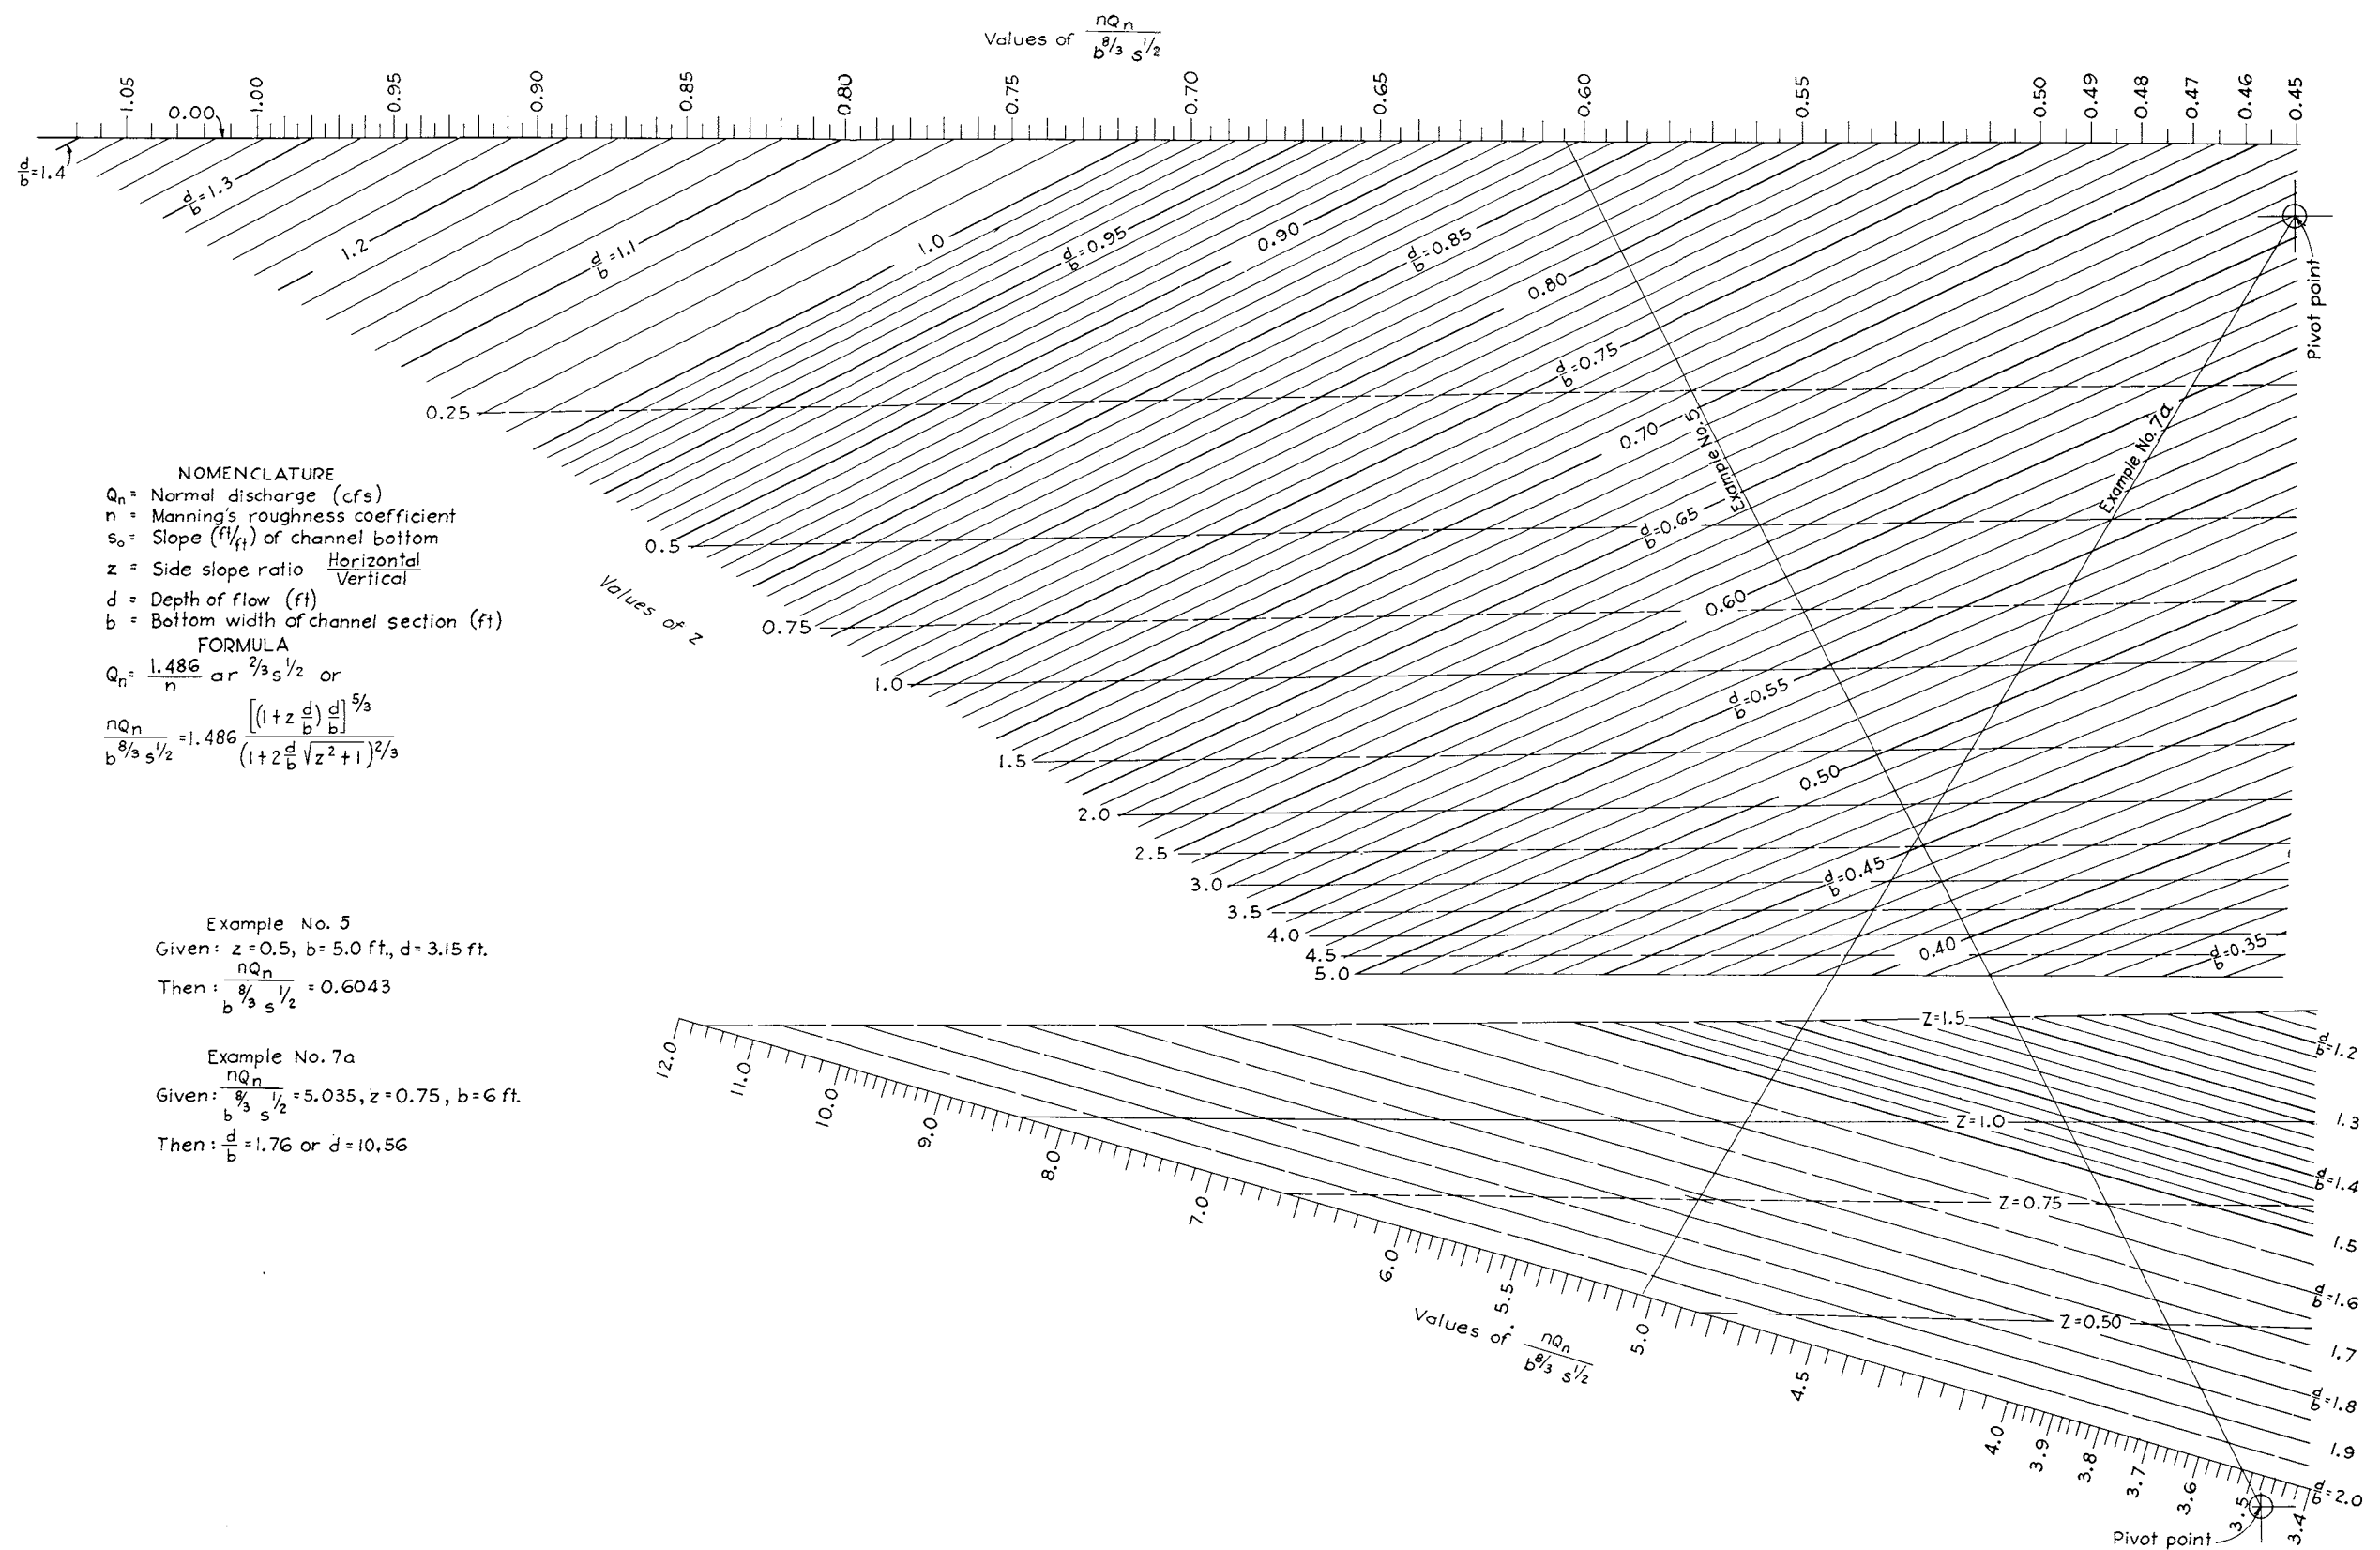 Values of nQn / b^8/3 s^1/2
1.05 1.00 0.95 0.90 0.85 0.80 0.75 0.70 0.65 0.60 0.55 0.50 0.49 0.48 0.47 0.46 0.45
0.00
d/b=1.4
d/b=1.3
1.2
d/b=1.1
1.0
d/b=0.95
0.90
d/b=0.85
0.80
d/b=0.75
0.70
d/b=0.65
0.60
d/b=0.55
0.50
d/b=0.45
0.40
d/b=0.35
Pivot point
Example No. 5
Example No. 7a
0.25
0.5
0.75
1.0
1.5
2.0
2.5
3.0
3.5
4.0
4.5
5.0
Values of z
NOMENCLATURE
Qn = Normal discharge (cfs)
n = Manning's roughness coefficient
so = Slope (ft/ft) of channel bottom
z = Side slope ratio Horizontal / Vertical
d = Depth of flow (ft)
b = Bottom width of channel section (ft)
FORMULA
Qn = 1.486/n ar^2/3 s^1/2 or
nQn / b^8/3 s^1/2 = 1.486 [(1+z d/b) d/b]^5/3 / (1+2 d/b √z²+1)^2/3
Example No. 5
Given: z=0.5, b=5.0 ft., d=3.15 ft.
Then: nQn / b^8/3 s^1/2 = 0.6043
Example No. 7a
Given: nQn / b^8/3 s^1/2 = 5.035, z=0.75, b=6 ft.
Then: d/b = 1.76 or d=10.56
Z=1.5
Z=1.0
Z=0.75
Z=0.50
d/b=1.2
1.3
d/b=1.4
1.5
d/b=1.6
1.7
d/b=1.8
1.9
d/b=2.0
12.0 11.0 10.0 9.0 8.0 7.0 6.0 5.5 5.0 4.5 4.0 3.9 3.8 3.7 3.6 3.5 3.4
Values of nQn / b^8/3 s^1/2
Pivot point